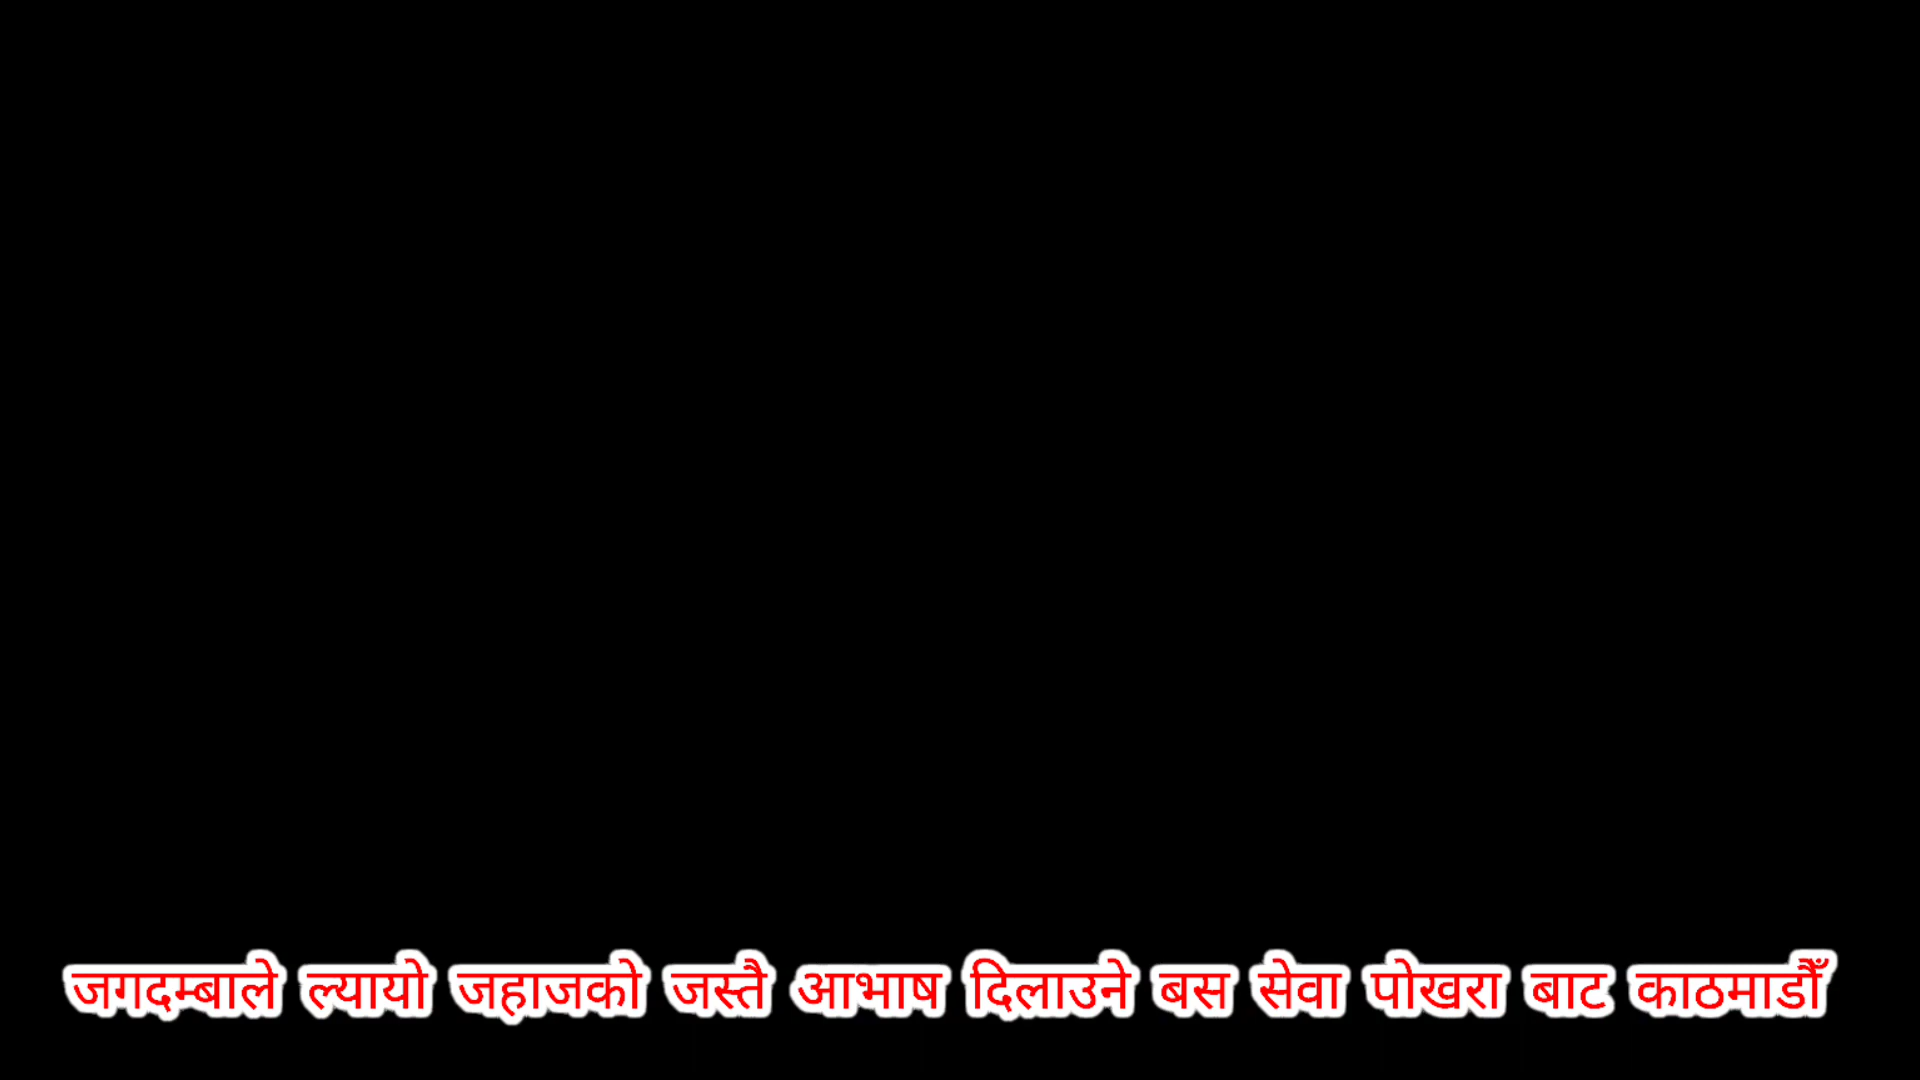 जगदम्बाले ल्यायो जहाजको जस्तै आभाष दिलाउने बस सेवा पोखरा बाट काठमाडौँ